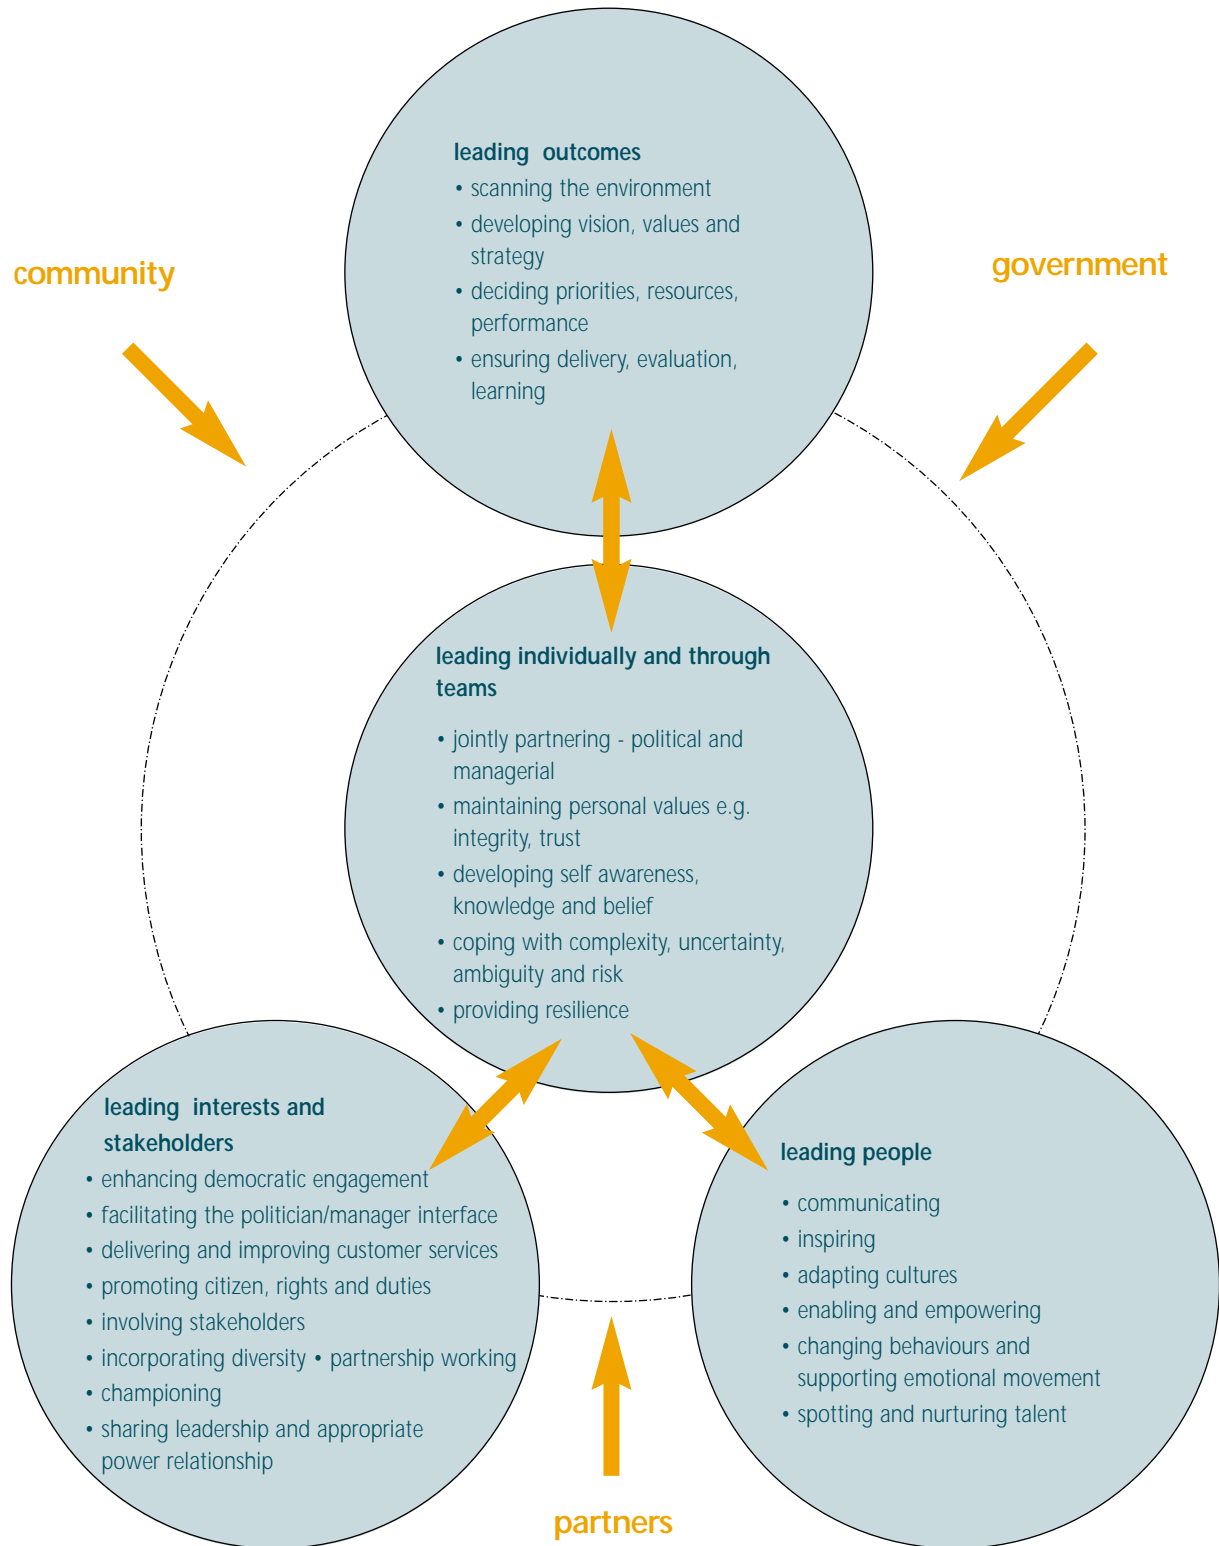 leading outcomes
• scanning the environment
• developing vision, values and
strategy
• deciding priorities, resources,
performance
• ensuring delivery, evaluation,
learning
community
government
leading individually and through
teams
• jointly partnering - political and
managerial
• maintaining personal values e.g.
integrity, trust
• developing self awareness,
knowledge and belief
• coping with complexity, uncertainty,
ambiguity and risk
• providing resilience
leading interests and
stakeholders
• enhancing democratic engagement
• facilitating the politician/manager interface
• delivering and improving customer services
• promoting citizen, rights and duties
• involving stakeholders
• incorporating diversity • partnership working
• championing
• sharing leadership and appropriate
power relationship
leading people
• communicating
• inspiring
• adapting cultures
• enabling and empowering
• changing behaviours and
supporting emotional movement
• spotting and nurturing talent
partners